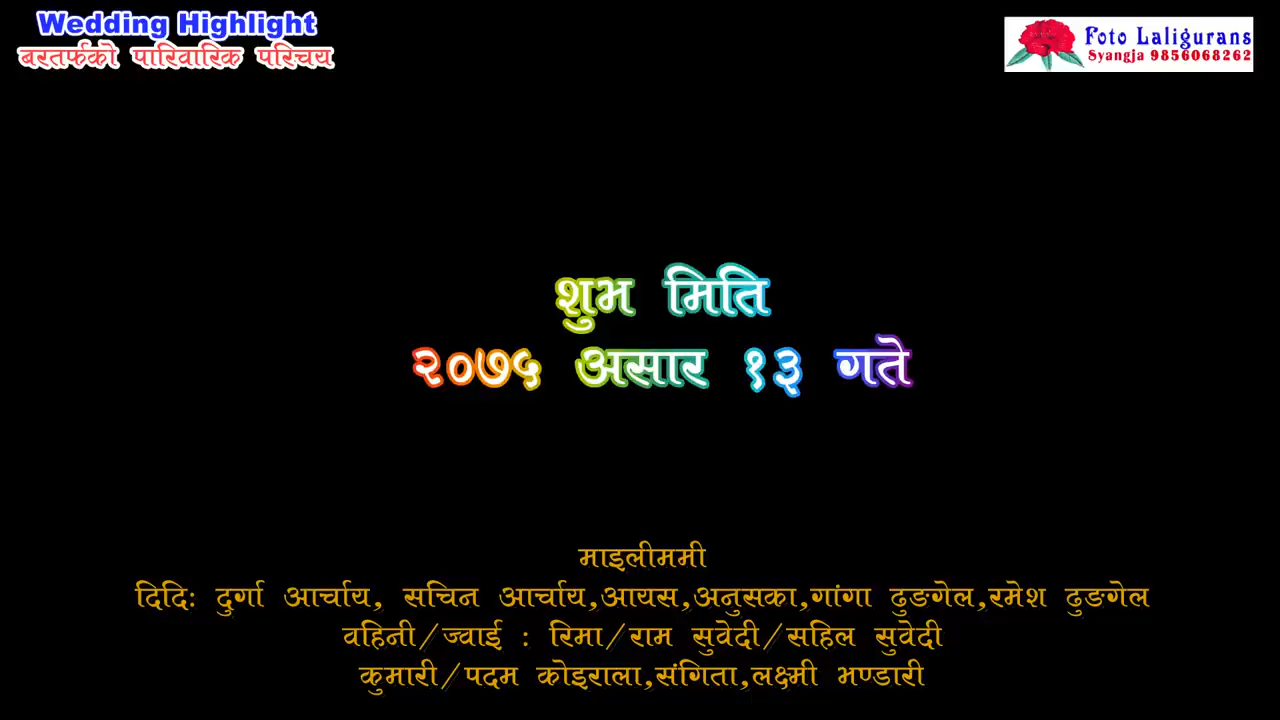 Wedding Highlight
बरतर्फको पारिवारिक परिचय
Foto Laligurans
Syangja 9856068262
शुभ मिति
२०७५ असार १३ गते
माइलीममी
दिदिः दुर्गा आर्चाय, सचिन आर्चाय,आयस,अनुसका,गांगा ढुङगेल,रमेश ढुङगेल
वहिनी/ज्वाई : रिमा/राम सुवेदी/सहिल सुवेदी
कुमारी/पदम कोइराला,संगिता,लक्ष्मी भण्डारी